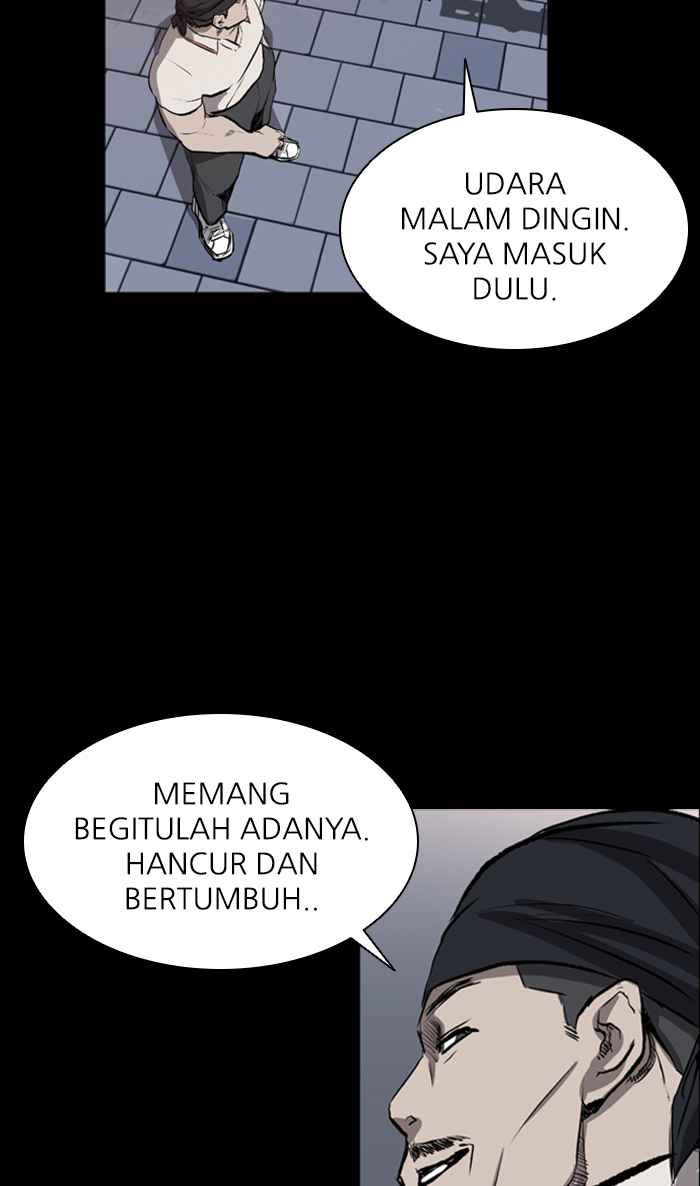 UDARA
MALAM DINGIN.
SAYA MASUK
DULU.
MEMANG
BEGITULAH ADANYA.
HANCUR DAN
BERTUMBUH..